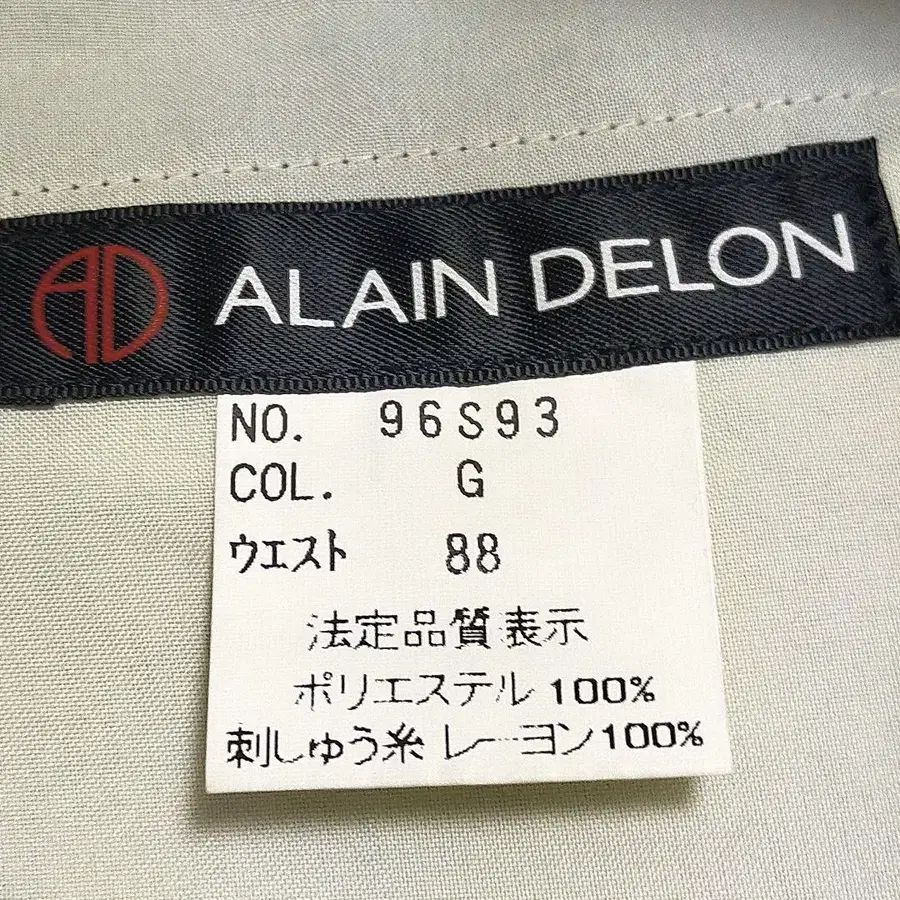 AD ALAIN DELON
NO. 96S93
COL. G
ウエスト 88
法定品質表示
ポリエステル 100%
刺しゅう糸 レーヨン100%